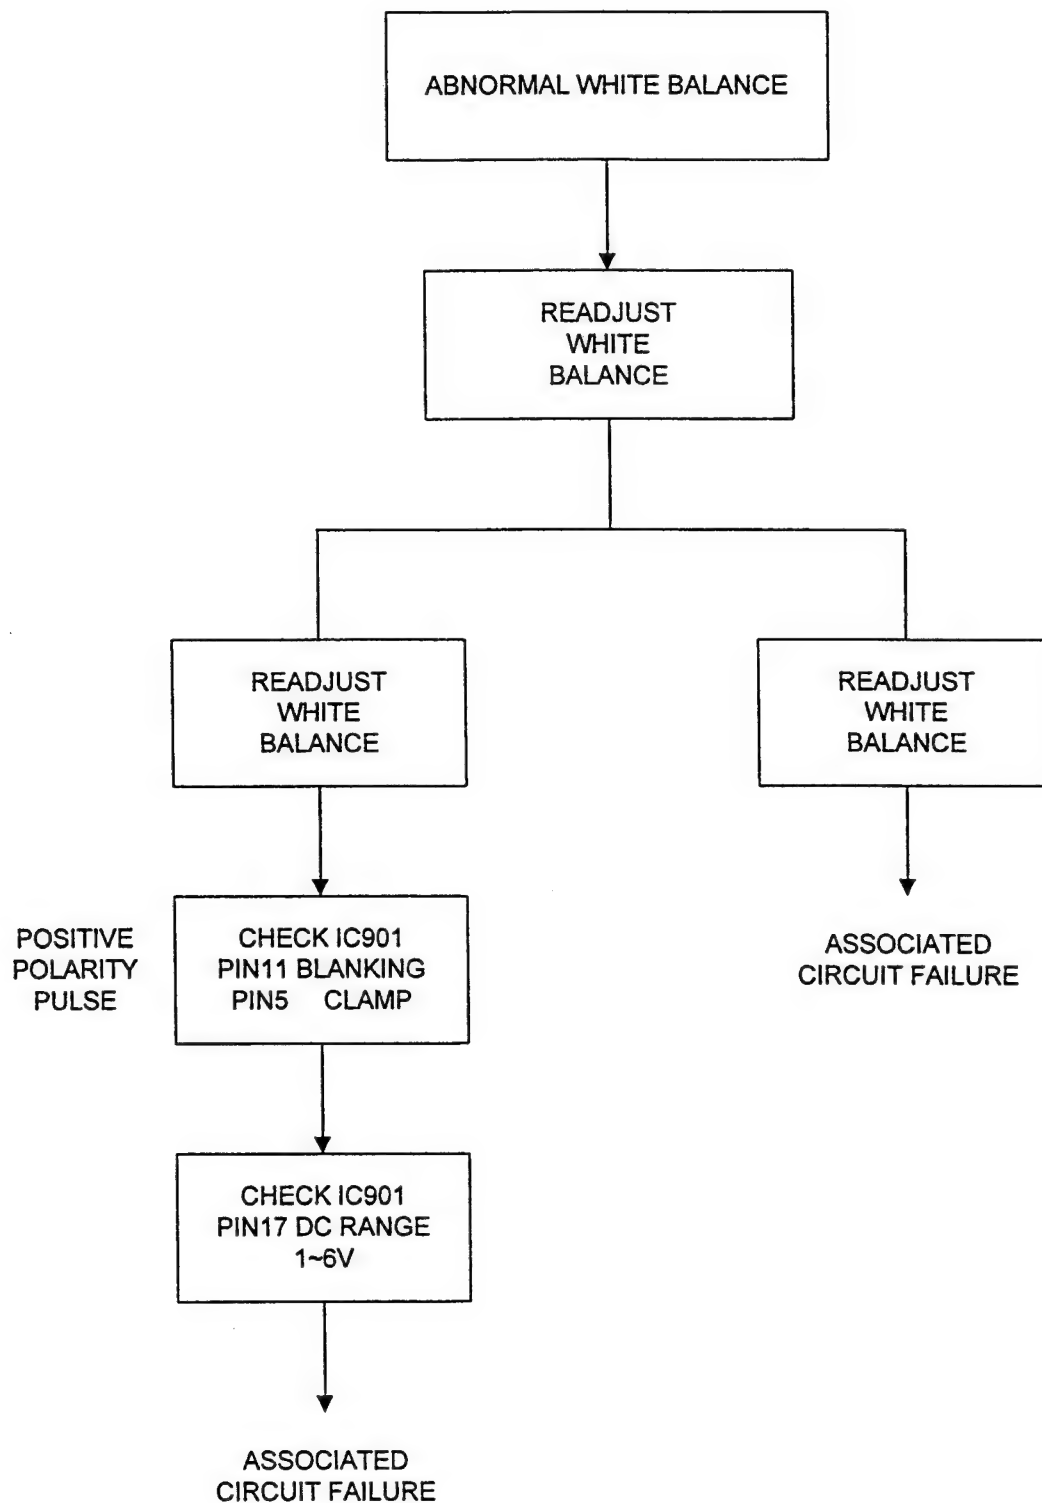 ABNORMAL WHITE BALANCE
READJUST
WHITE
BALANCE
READJUST
WHITE
BALANCE
READJUST
WHITE
BALANCE
POSITIVE
POLARITY
PULSE
CHECK IC901
PIN11 BLANKING
PIN5 CLAMP
ASSOCIATED
CIRCUIT FAILURE
CHECK IC901
PIN17 DC RANGE
1~6V
ASSOCIATED
CIRCUIT FAILURE